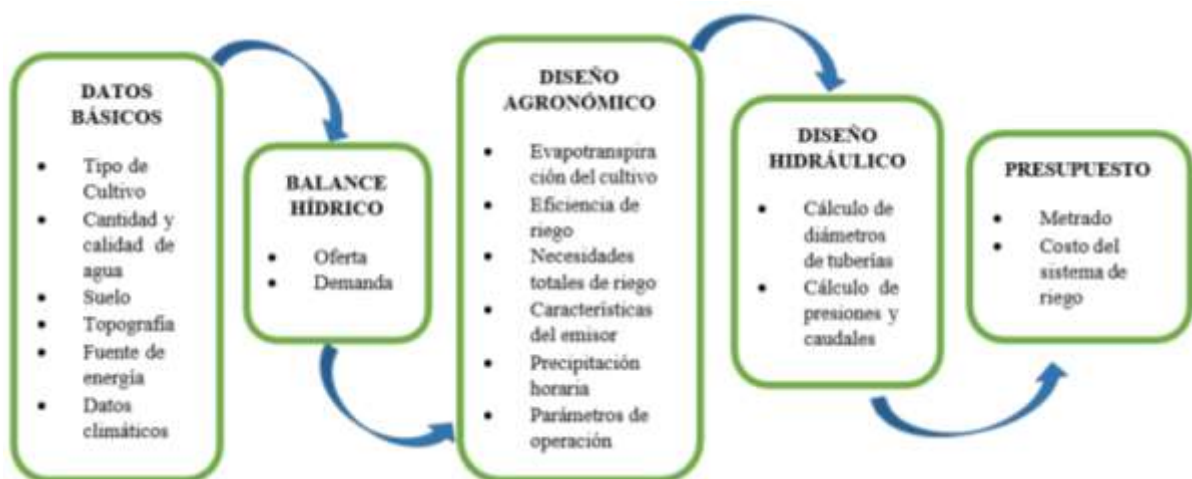 DATOS
BÁSICOS
• Tipo de
Cultivo
• Cantidad y
calidad de
agua
• Suelo
• Topografía
• Fuente de
energía
• Datos
climáticos
BALANCE
HÍDRICO
• Oferta
• Demanda
DISEÑO
AGRONÓMICO
• Evapotranspira
ción del cultivo
• Eficiencia de
riego
• Necesidades
totales de riego
• Características
del emisor
• Precipitación
horaria
• Parámetros de
operación
DISEÑO
HIDRÁULICO
• Cálculo de
diámetros
de tuberías
• Cálculo de
presiones y
caudales
PRESUPUESTO
• Metrado
• Costo del
sistema de
riego